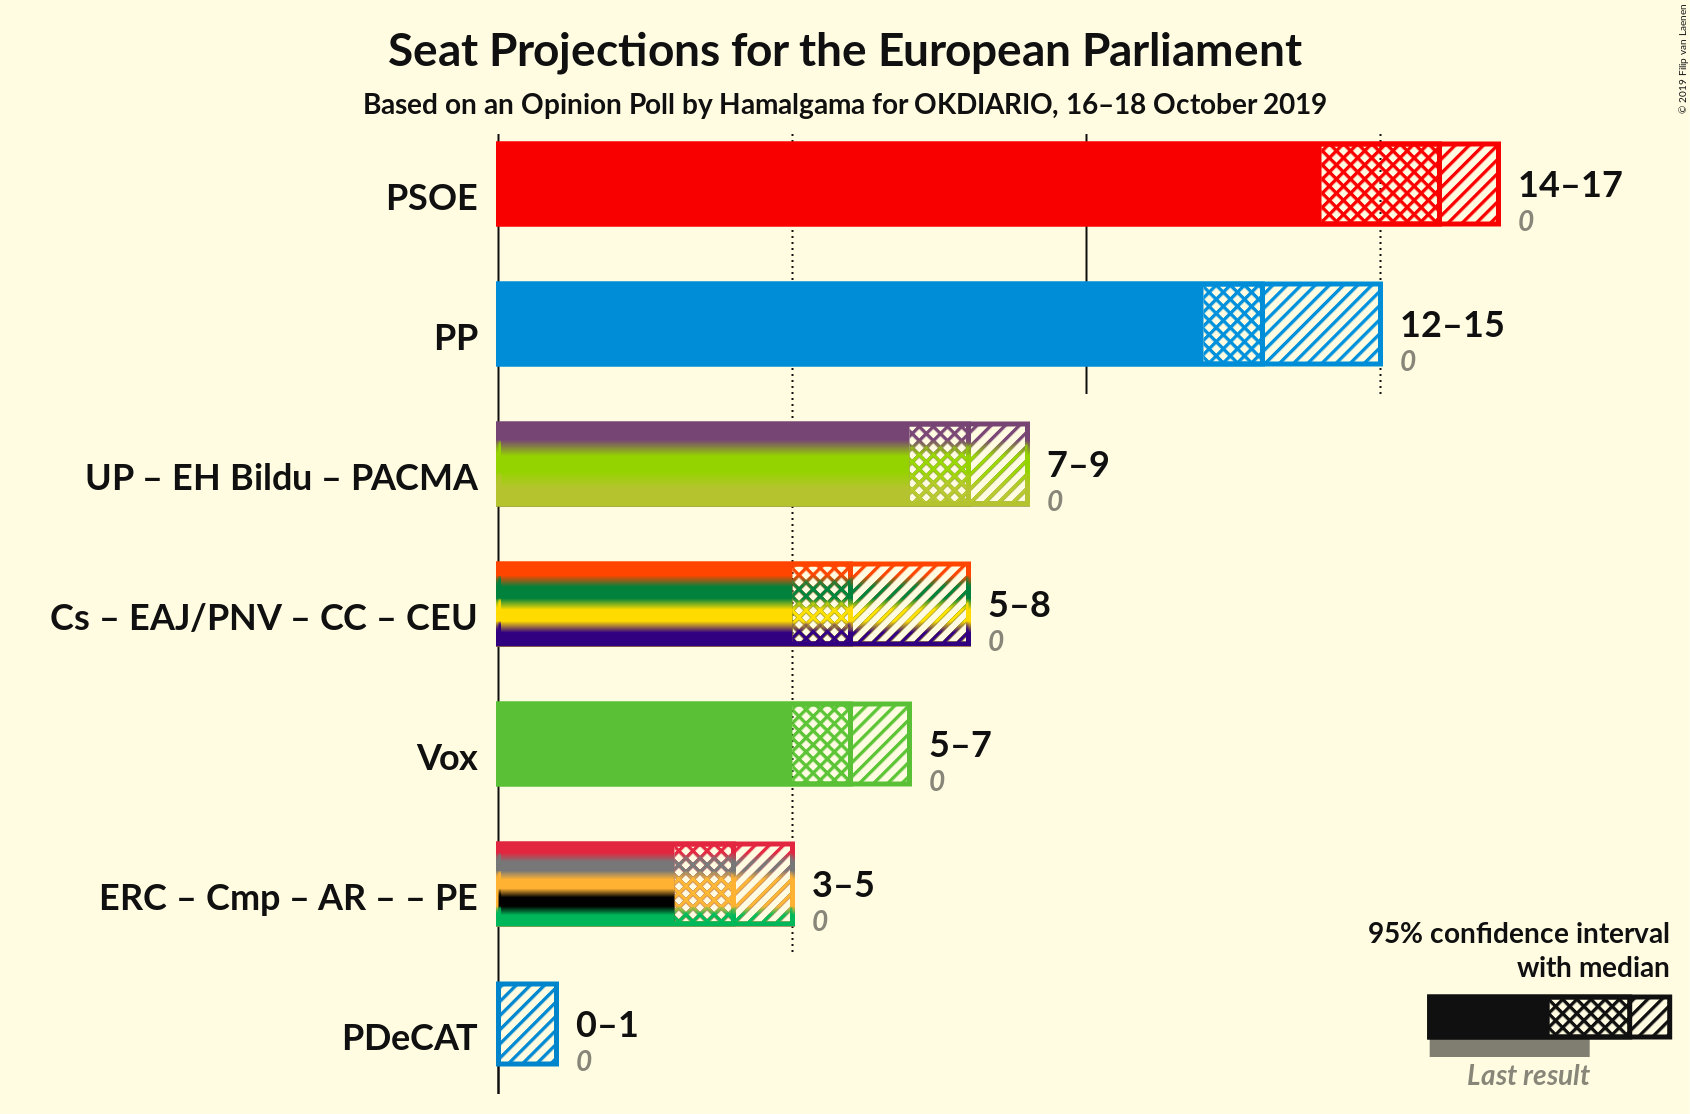 Seat Projections for the European Parliament
Based on an Opinion Poll by Hamalgama for OKDIARIO, 16–18 October 2019
© 2019 Filip van Laenen
PSOE
14–17
0
PP
12–15
0
UP – EH Bildu – PACMA
7–9
0
Cs – EAJ/PNV – CC – CEU
5–8
0
Vox
5–7
0
ERC – Cmp – AR – – PE
3–5
0
PDeCAT
0–1
0
95% confidence interval
with median
Last result